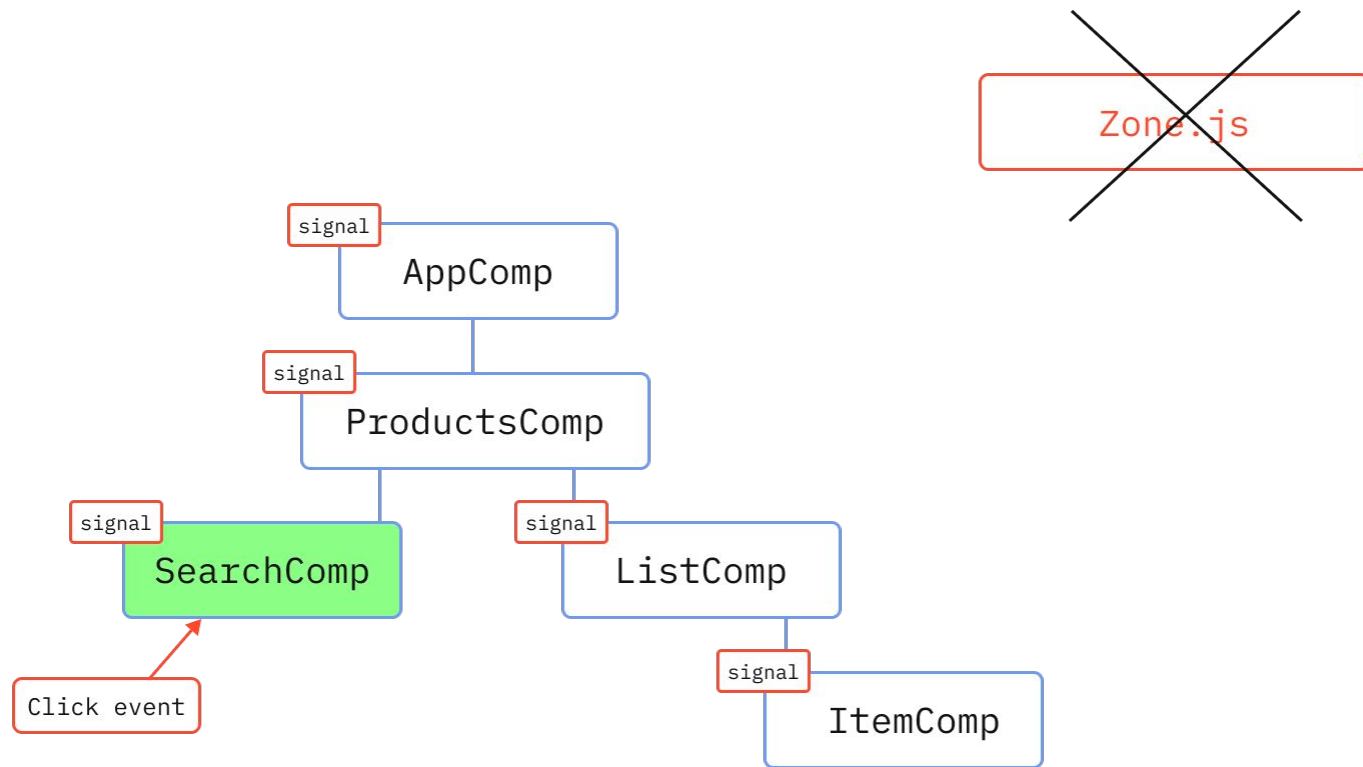 Zone.js
signal
AppComp
signal
ProductsComp
signal
SearchComp
signal
ListComp
Click event
signal
ItemComp